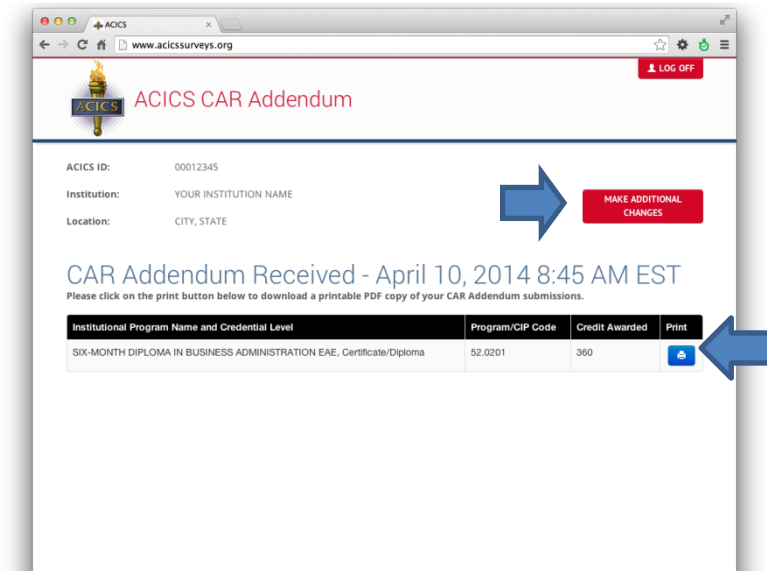 ACICS
www.acicssurveys.org
LOG OFF
ACICS
ACICS CAR Addendum
ACICS ID: 00012345
Institution: YOUR INSTITUTION NAME
Location: CITY, STATE
MAKE ADDITIONAL
CHANGES
CAR Addendum Received - April 10, 2014 8:45 AM EST
Please click on the print button below to download a printable PDF copy of your CAR Addendum submissions.
Institutional Program Name and Credential Level Program/CIP Code Credit Awarded Print
SIX-MONTH DIPLOMA IN BUSINESS ADMINISTRATION EAE, Certificate/Diploma 52.0201 360